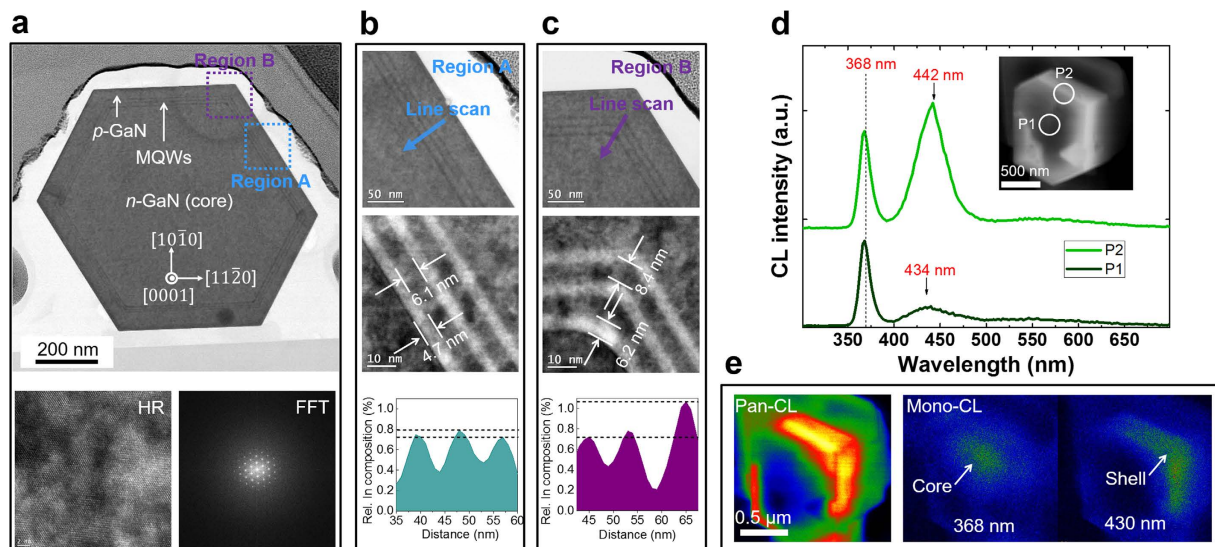 a
Region B
p-GaN
MQWs
Region A
n-GaN (core)
[101̄0]
[112̄0]
[0001]
200 nm
HR
FFT
b
Region A
Line scan
50 nm
6.1 nm
4.7 nm
10 nm
Rel. In composition (%)
1.0
0.8
0.6
0.4
0.2
0.0
35 40 45 50 55 60
Distance (nm)
c
Region B
Line scan
50 nm
8.4 nm
6.2 nm
10 nm
Rel. In composition (%)
1.0
0.8
0.6
0.4
0.2
0.0
45 50 55 60 65
Distance (nm)
d
CL intensity (a.u.)
368 nm
442 nm
434 nm
P2
P1
500 nm
P2
P1
350 400 450 500 550 600 650
Wavelength (nm)
e
Pan-CL
0.5 μm
Mono-CL
Core
368 nm
Shell
430 nm